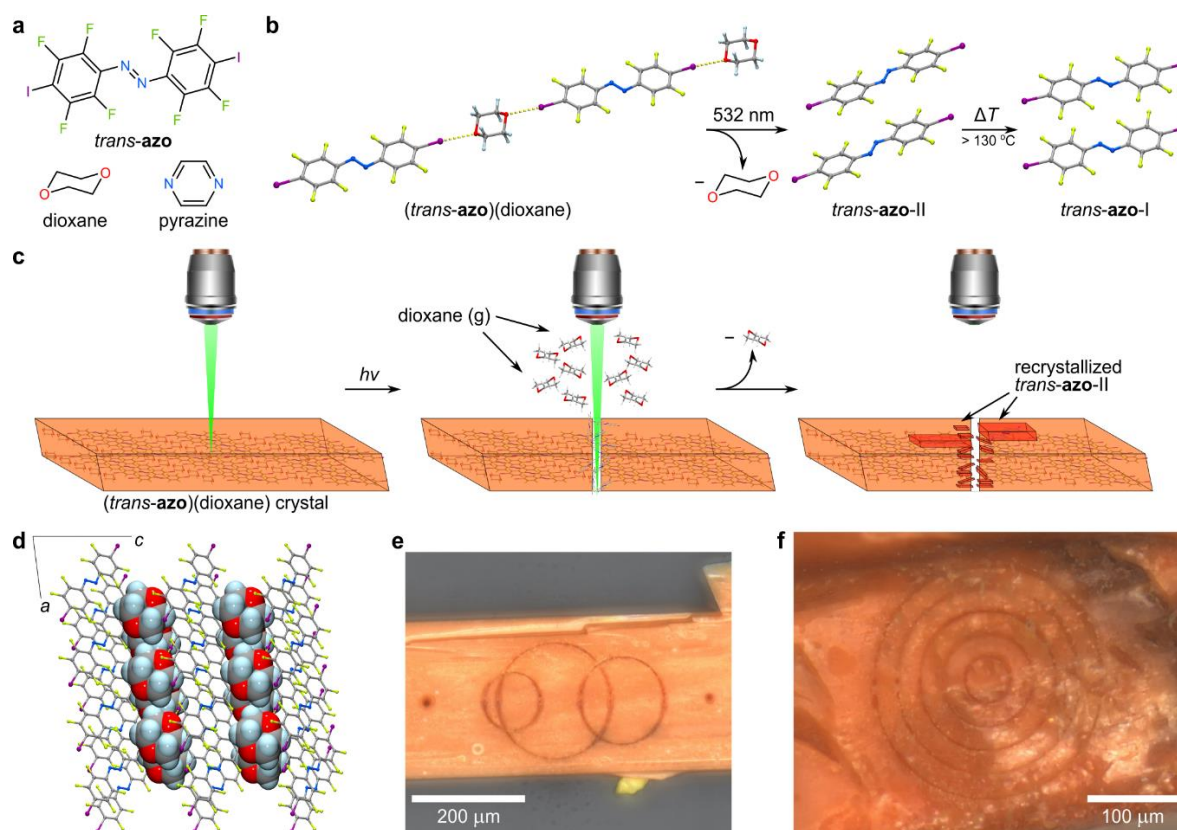 a
F
F
F
F
I
N
N
I
F
F
F
F
trans-azo
O
O
dioxane
N
N
pyrazine
b
(trans-azo)(dioxane)
532 nm
−
O
O
trans-azo-II
ΔT
> 130 °C
trans-azo-I
c
(trans-azo)(dioxane) crystal
hν
dioxane (g)
−
recrystallized
trans-azo-II
d
c
a
e
200 μm
f
100 μm